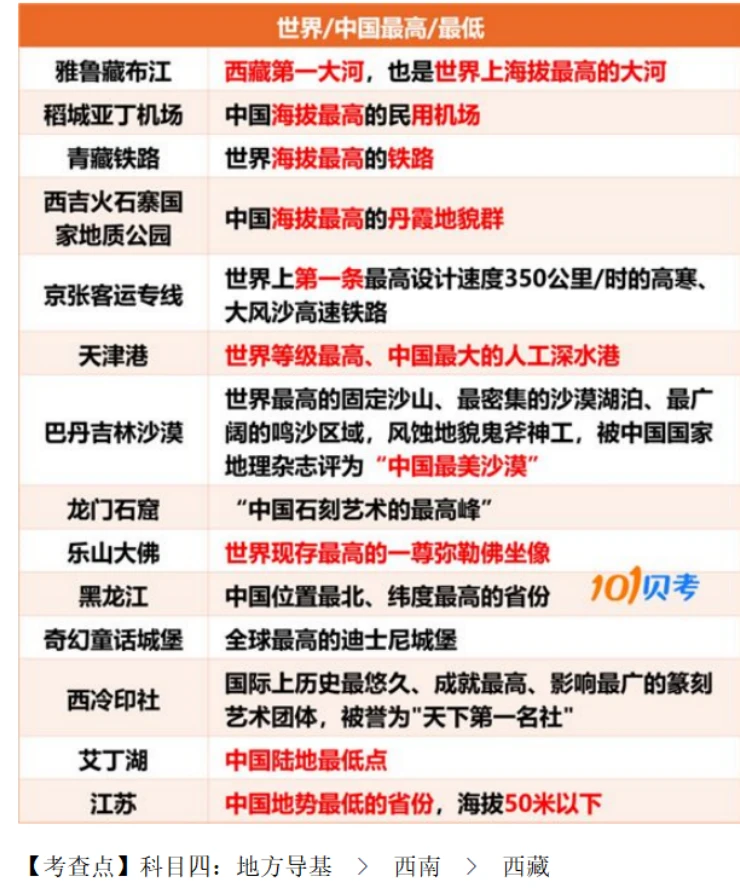 世界/中国最高/最低
雅鲁藏布江 西藏第一大河，也是世界上海拔最高的大河
稻城亚丁机场 中国海拔最高的民用机场
青藏铁路 世界海拔最高的铁路
西吉火石寨国
家地质公园
中国海拔最高的丹霞地貌群
京张客运专线
世界上第一条最高设计速度350公里/时的高寒、
大风沙高速铁路
天津港 世界等级最高、中国最大的人工深水港
巴丹吉林沙漠
世界最高的固定沙山、最密集的沙漠湖泊、最广
阔的鸣沙区域，风蚀地貌鬼斧神工，被中国国家
地理杂志评为“中国最美沙漠”
龙门石窟 “中国石刻艺术的最高峰”
乐山大佛 世界现存最高的一尊弥勒佛坐像
黑龙江 中国位置最北、纬度最高的省份
101贝考
奇幻童话城堡 全球最高的迪士尼城堡
西冷印社
国际上历史最悠久、成就最高、影响最广的篆刻
艺术团体，被誉为"天下第一名社"
艾丁湖 中国陆地最低点
江苏 中国地势最低的省份，海拔50米以下
【考查点】科目四：地方导基 > 西南 > 西藏